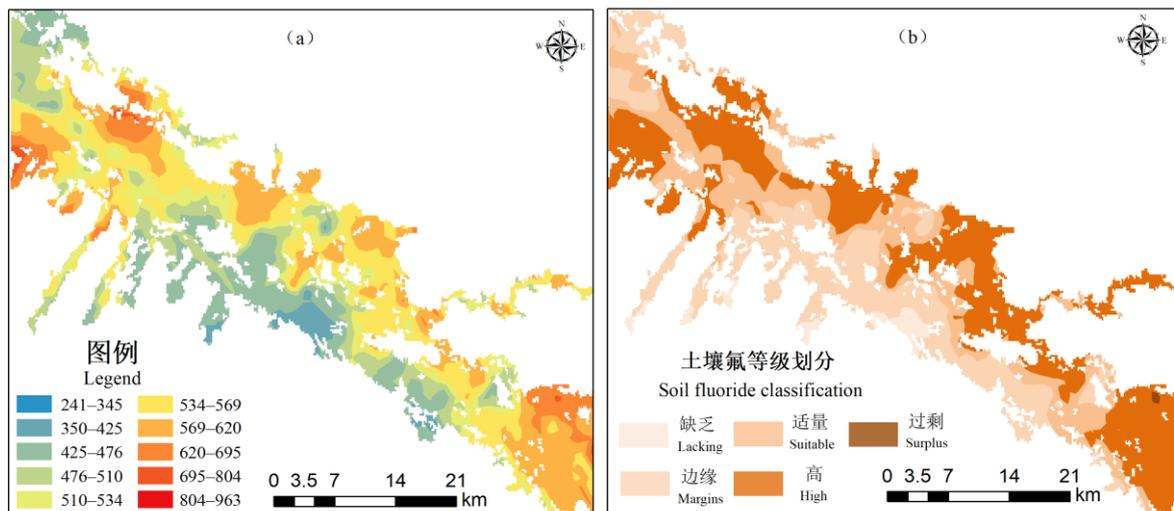 (a)
N
W
E
S
图例
Legend
241–345
350–425
425–476
476–510
510–534
534–569
569–620
620–695
695–804
804–963
0 3.5 7 14 21
km
(b)
N
W
E
S
土壤氟等级划分
Soil fluoride classification
缺乏
Lacking
适量
Suitable
过剩
Surplus
边缘
Margins
高
High
0 3.5 7 14 21
km